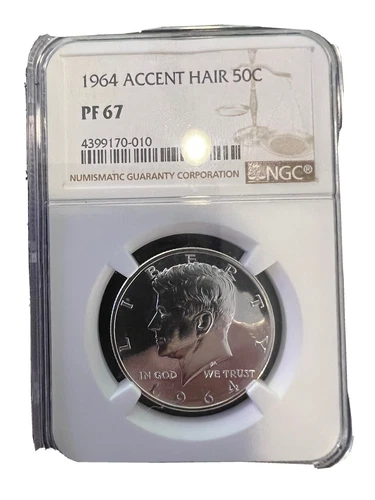 1964 ACCENT HAIR 50C
PF 67
4399170-010
NUMISMATIC GUARANTY CORPORATION
NGC®
LIBERTY
IN GOD WE TRUST
1964